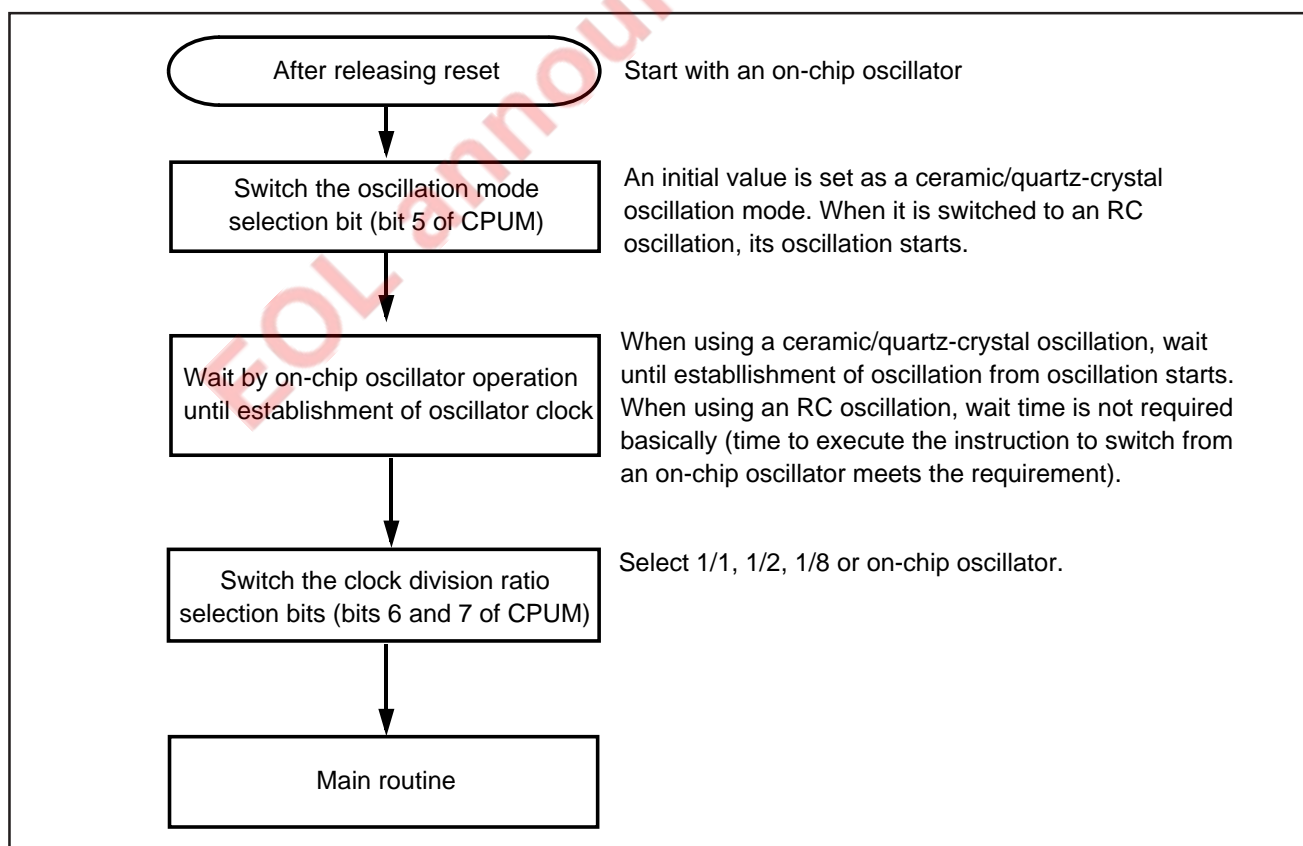 After releasing reset
Start with an on-chip oscillator
Switch the oscillation mode
selection bit (bit 5 of CPUM)
An initial value is set as a ceramic/quartz-crystal
oscillation mode. When it is switched to an RC
oscillation, its oscillation starts.
Wait by on-chip oscillator operation
until establishment of oscillator clock
When using a ceramic/quartz-crystal oscillation, wait
until establlishment of oscillation from oscillation starts.
When using an RC oscillation, wait time is not required
basically (time to execute the instruction to switch from
an on-chip oscillator meets the requirement).
Switch the clock division ratio
selection bits (bits 6 and 7 of CPUM)
Select 1/1, 1/2, 1/8 or on-chip oscillator.
Main routine
EOL